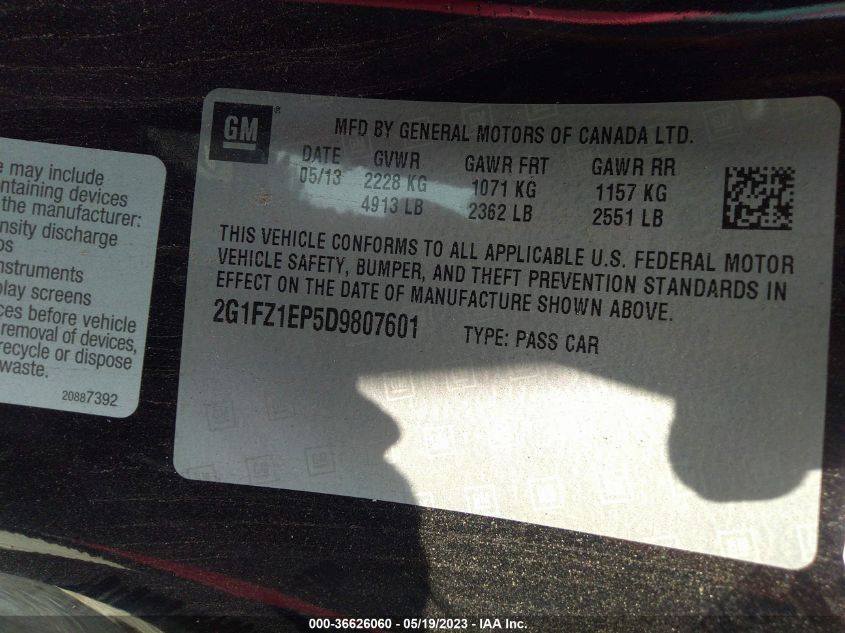 GM
MFD BY GENERAL MOTORS OF CANADA LTD.
DATE GVWR GAWR FRT GAWR RR
05/13 2228 KG 1071 KG 1157 KG
4913 LB 2362 LB 2551 LB
THIS VEHICLE CONFORMS TO ALL APPLICABLE U.S. FEDERAL MOTOR
VEHICLE SAFETY, BUMPER, AND THEFT PREVENTION STANDARDS IN
EFFECT ON THE DATE OF MANUFACTURE SHOWN ABOVE.
2G1FZ1EP5D9807601 TYPE: PASS CAR
e may include
ontaining devices
the manufacturer:
nsity discharge
os
nstruments
play screens
ces before vehicle
removal of devices,
recycle or dispose
waste.
20887392
000-36626060 - 05/19/2023 - IAA Inc.